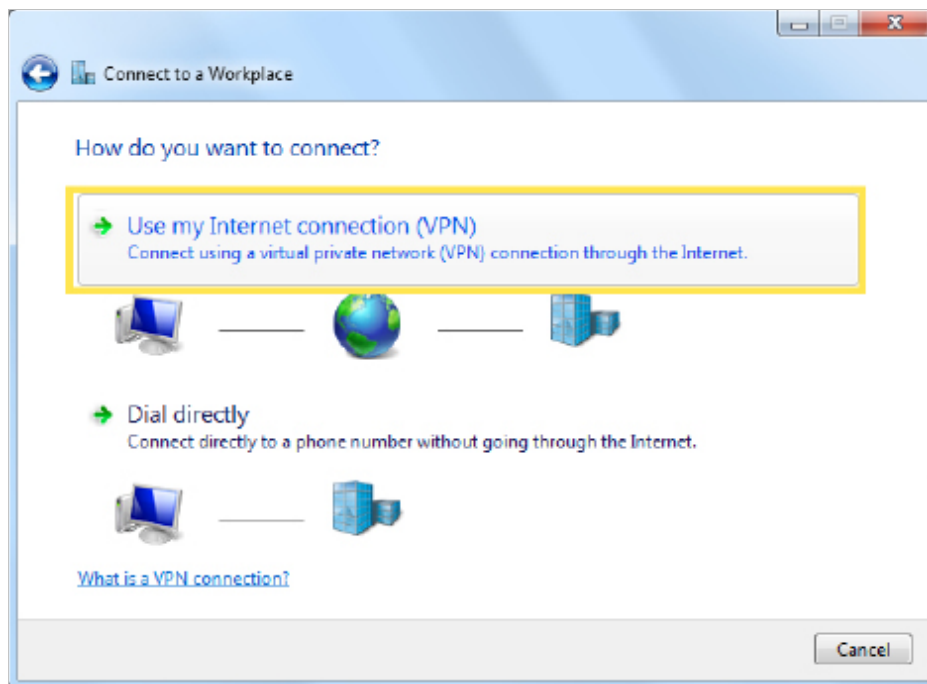 Connect to a Workplace
How do you want to connect?
Use my Internet connection (VPN)
Connect using a virtual private network (VPN) connection through the Internet.
Dial directly
Connect directly to a phone number without going through the Internet.
What is a VPN connection?
Cancel